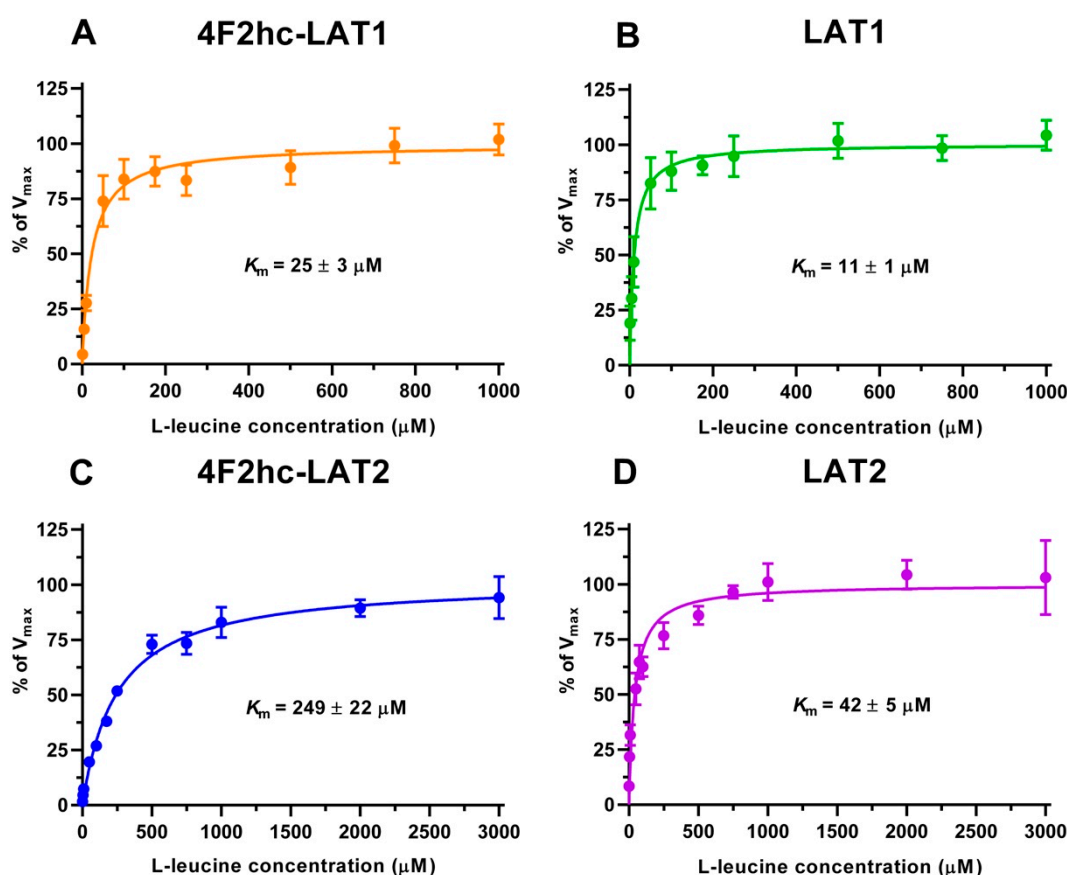 A 4F2hc-LAT1
125
100
75
50
25
0
% of Vmax
Km = 25 ± 3 μM
0 200 400 600 800 1000
L-leucine concentration (μM)
B LAT1
125
100
75
50
25
0
% of Vmax
Km = 11 ± 1 μM
0 200 400 600 800 1000
L-leucine concentration (μM)
C 4F2hc-LAT2
125
100
75
50
25
0
% of Vmax
Km = 249 ± 22 μM
0 500 1000 1500 2000 2500 3000
L-leucine concentration (μM)
D LAT2
125
100
75
50
25
0
% of Vmax
Km = 42 ± 5 μM
0 500 1000 1500 2000 2500 3000
L-leucine concentration (μM)